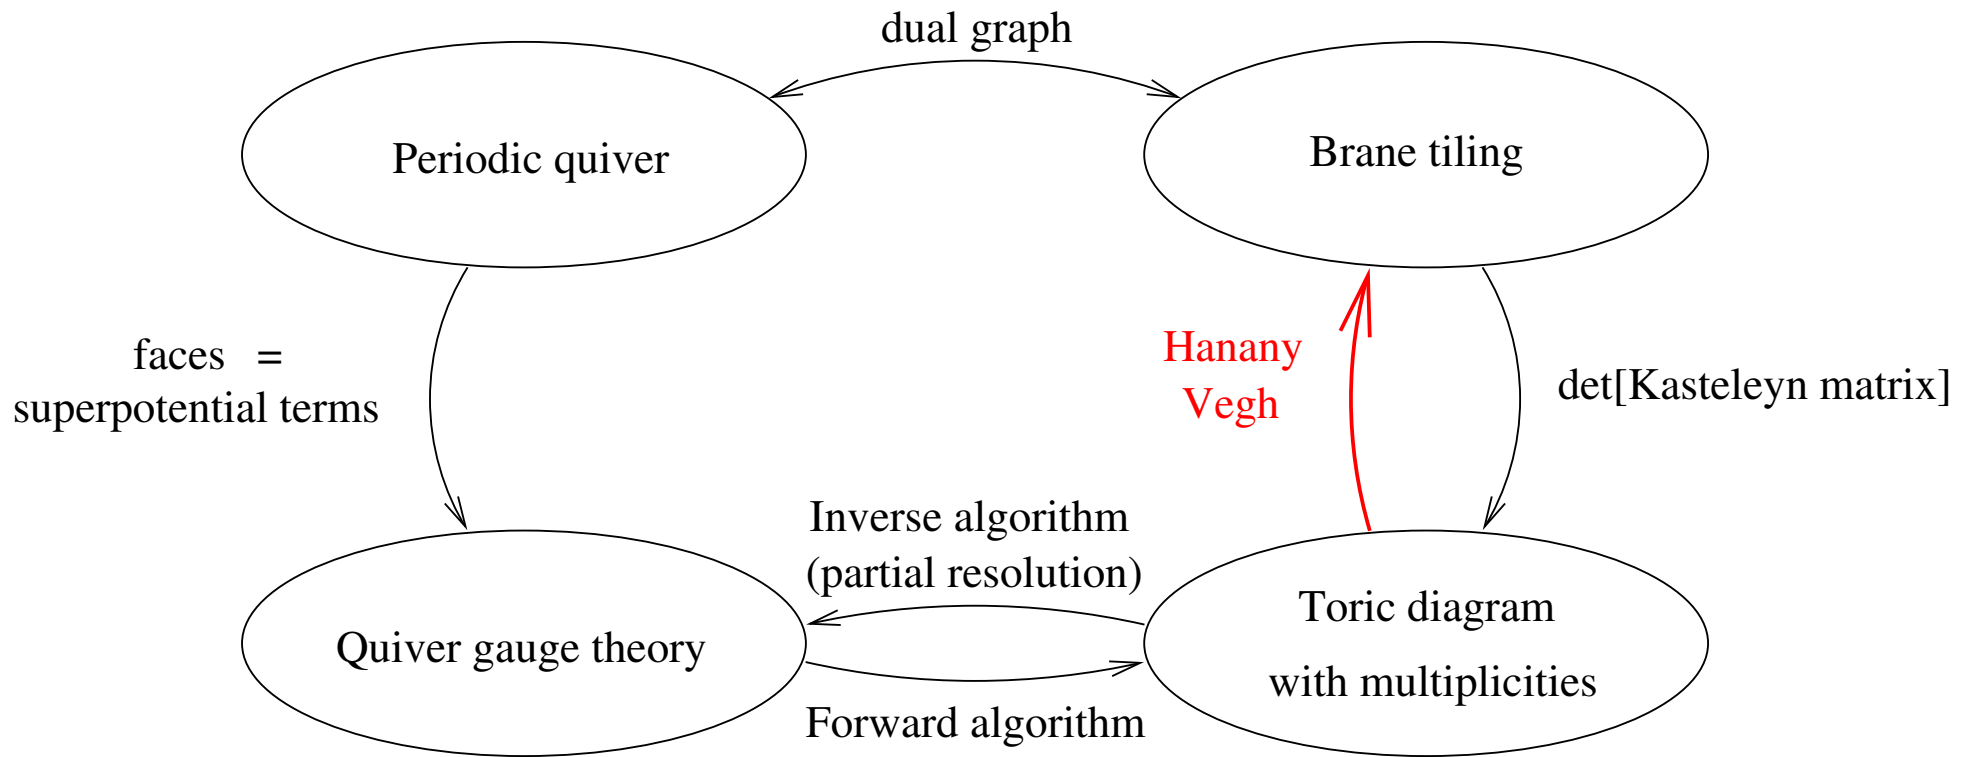 dual graph
Periodic quiver
Brane tiling
faces =
superpotential terms
Hanany
Vegh
det[Kasteleyn matrix]
Inverse algorithm
(partial resolution)
Quiver gauge theory
Toric diagram
with multiplicities
Forward algorithm